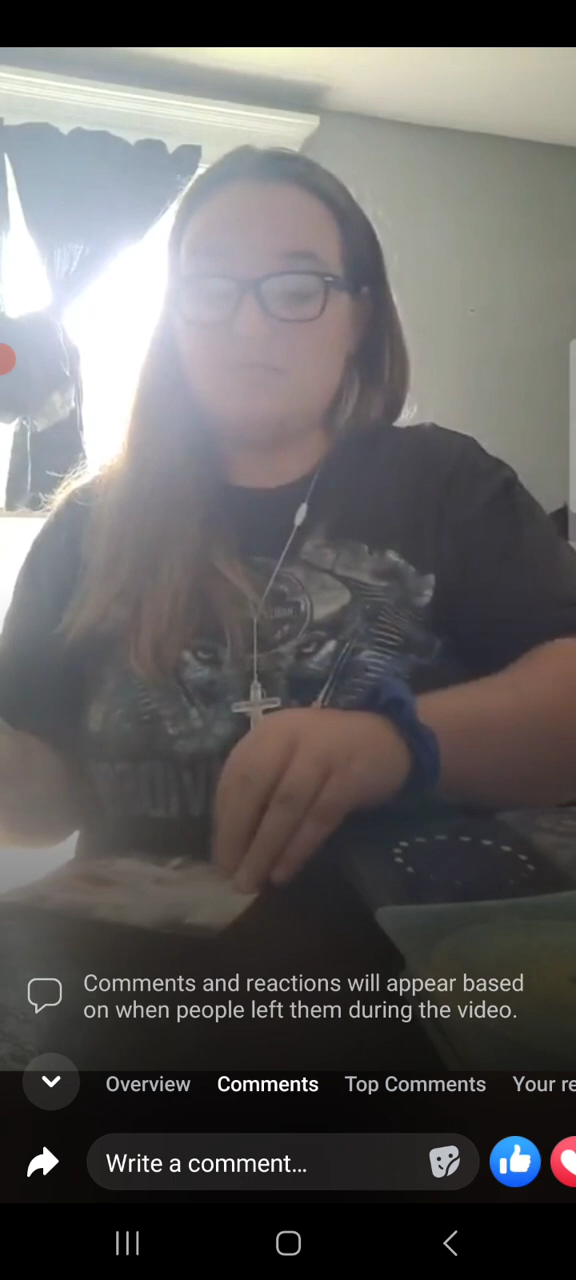 Comments and reactions will appear based
on when people left them during the video.
Overview Comments Top Comments Your re
Write a comment...